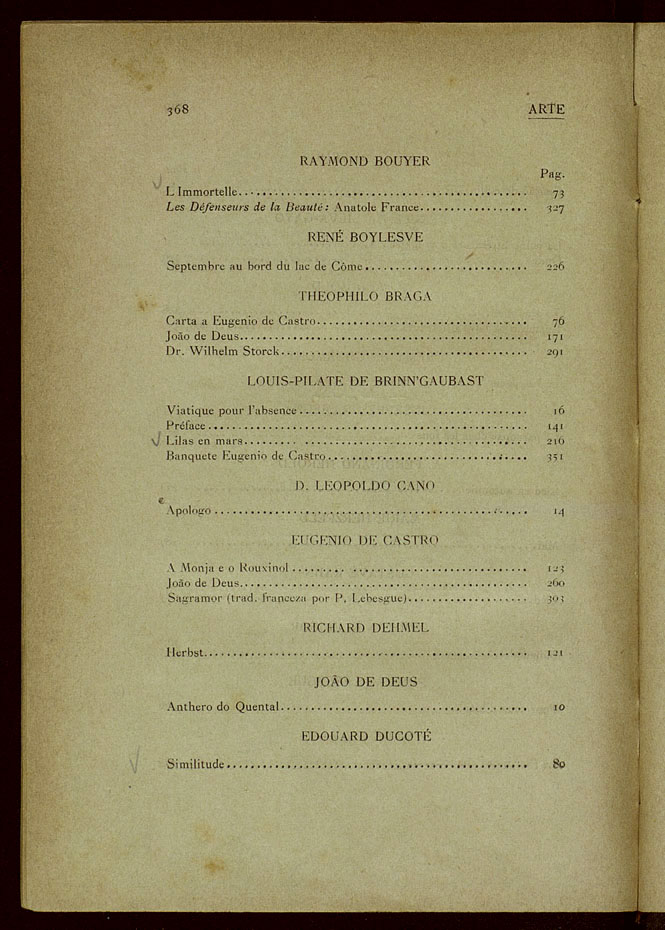 368 ARTE
RAYMOND BOUYER
Pag.
L Immortelle 73
Les Défenseurs de la Beauté: Anatole France 327
RENÉ BOYLESVE
Septembre au bord du lac de Côme 226
THEOPHILO BRAGA
Carta a Eugenio de Castro 76
João de Deus 171
Dr. Wilhelm Storck 291
LOUIS-PILATE DE BRINN'GAUBAST
Viatique pour l'absence 16
Préface 141
Lilas en mars 216
Banquete Eugenio de Castro 351
D. LEOPOLDO CANO
Apologo 14
EUGENIO DE CASTRO
A Monja e o Rouxinol 123
João de Deus 260
Sagramor (trad. franceza por P. Lebesgue) 303
RICHARD DEHMEL
Herbst 121
JOÃO DE DEUS
Anthero do Quental 10
EDOUARD DUCOTÉ
Similitude 80